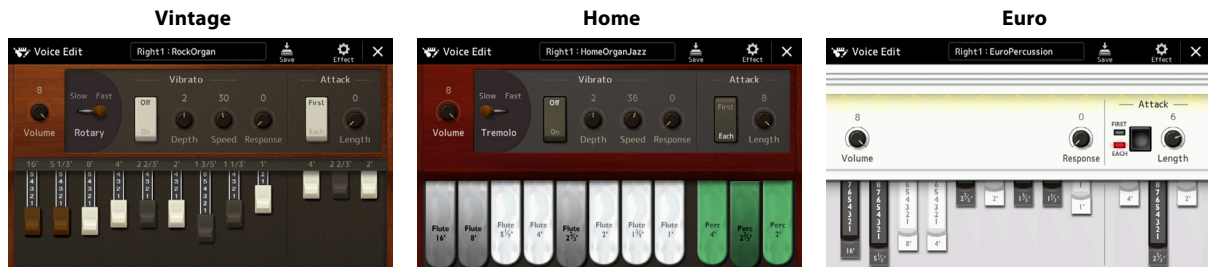 Vintage
Voice Edit
Right1 : RockOrgan
Save
Effect
Vibrato
Attack
8
Slow Fast
Off
On
2
30
0
First
Each
0
Volume
Rotary
Depth
Speed
Response
Length
16' 5 1/3' 8' 4' 2 2/3' 2' 1 3/5' 1 1/3' 1' 4' 2 2/3' 2'
Home
Voice Edit
Right1 : HomeOrganJazz
Save
Effect
Vibrato
Attack
8
Slow Fast
Off
On
2
36
0
First
Each
8
Volume
Tremolo
Depth
Speed
Response
Length
Flute 16'
Flute 8'
Flute 5⅓'
Flute 4'
Flute 2⅔'
Flute 2'
Flute 1⅗'
Flute 1'
Perc 4'
Perc 2⅔'
Perc 2'
Euro
Voice Edit
Right1 : EuroPercussion
Save
Effect
Attack
8
0
FIRST
EACH
6
Volume
Response
Length
16'
5⅓'
8'
4'
2⅔'
2'
1'
4'
2⅔'
2'